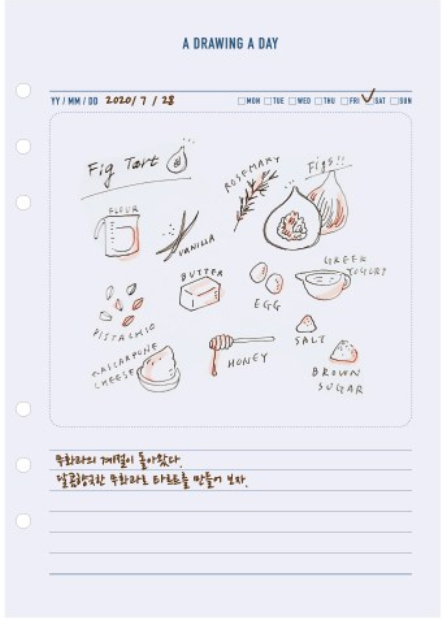 A DRAWING A DAY
YY / MM / DD 2020 / 7 / 28 MON TUE WED THU FRI SAT SUN
Fig Tart
ROSEMARY
Figs!!
FLOUR
VANILLA
BUTTER
EGG
GREEK
YOGURT
PISTACHIO
MASCARPONE
CHEESE
HONEY
SALT
BROWN
SUGAR
무화과의 계절이 돌아왔다.
달콤향긋한 무화과로 타르트를 만들어 보자.